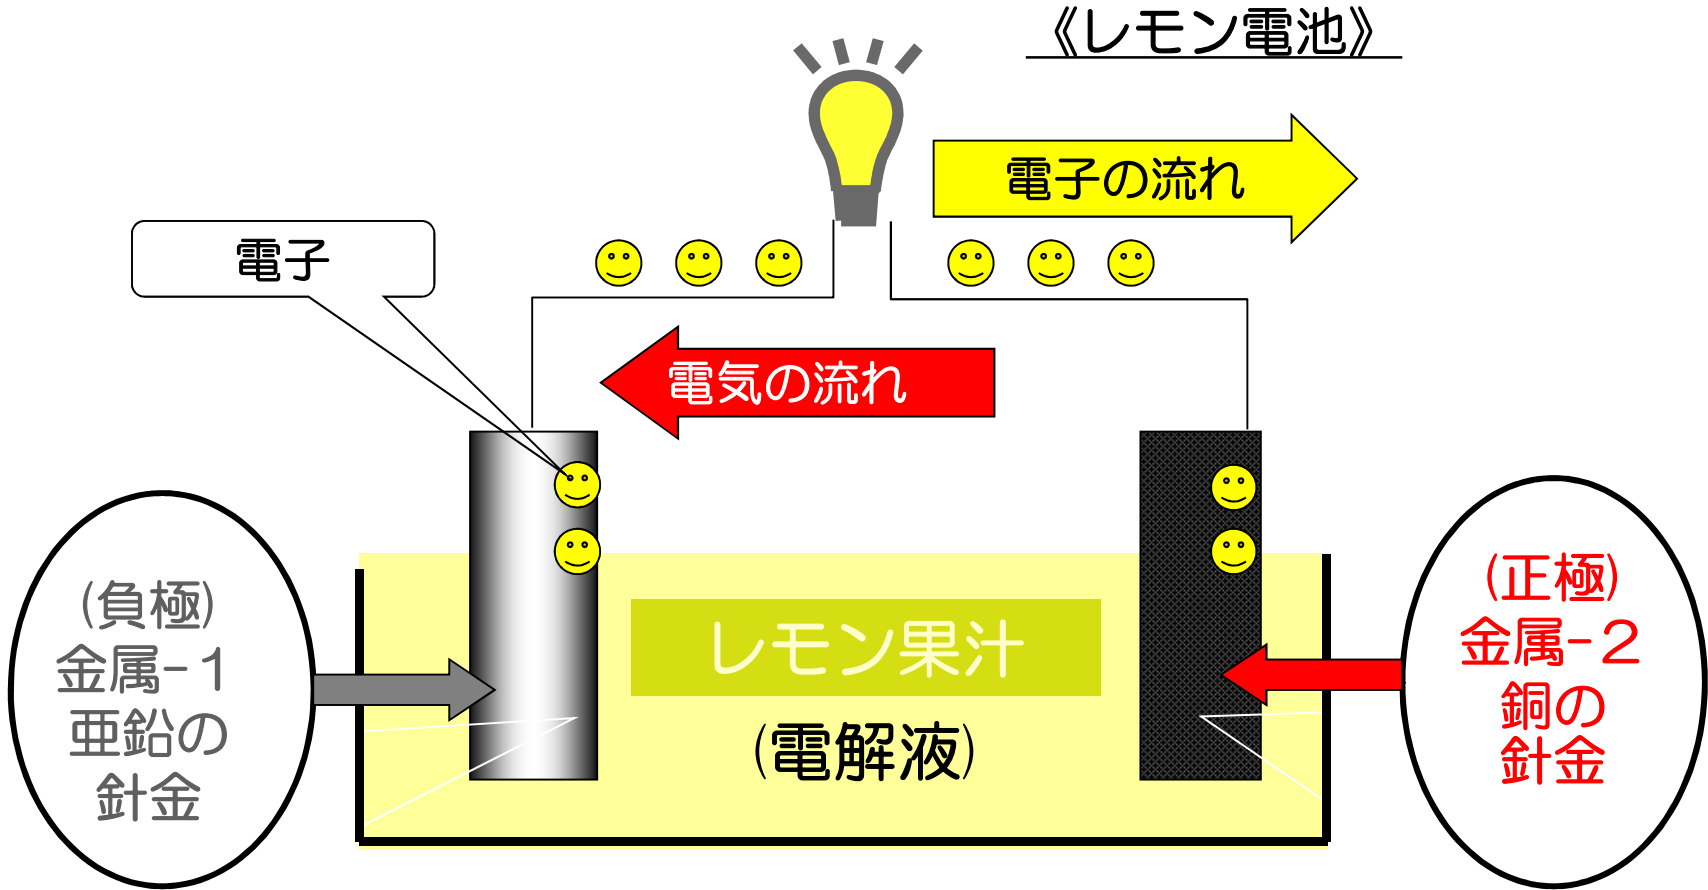 《レモン電池》
電子の流れ
電子
電気の流れ
(負極)
金属-1
亜鉛の
針金
レモン果汁
(電解液)
(正極)
金属-2
銅の
針金